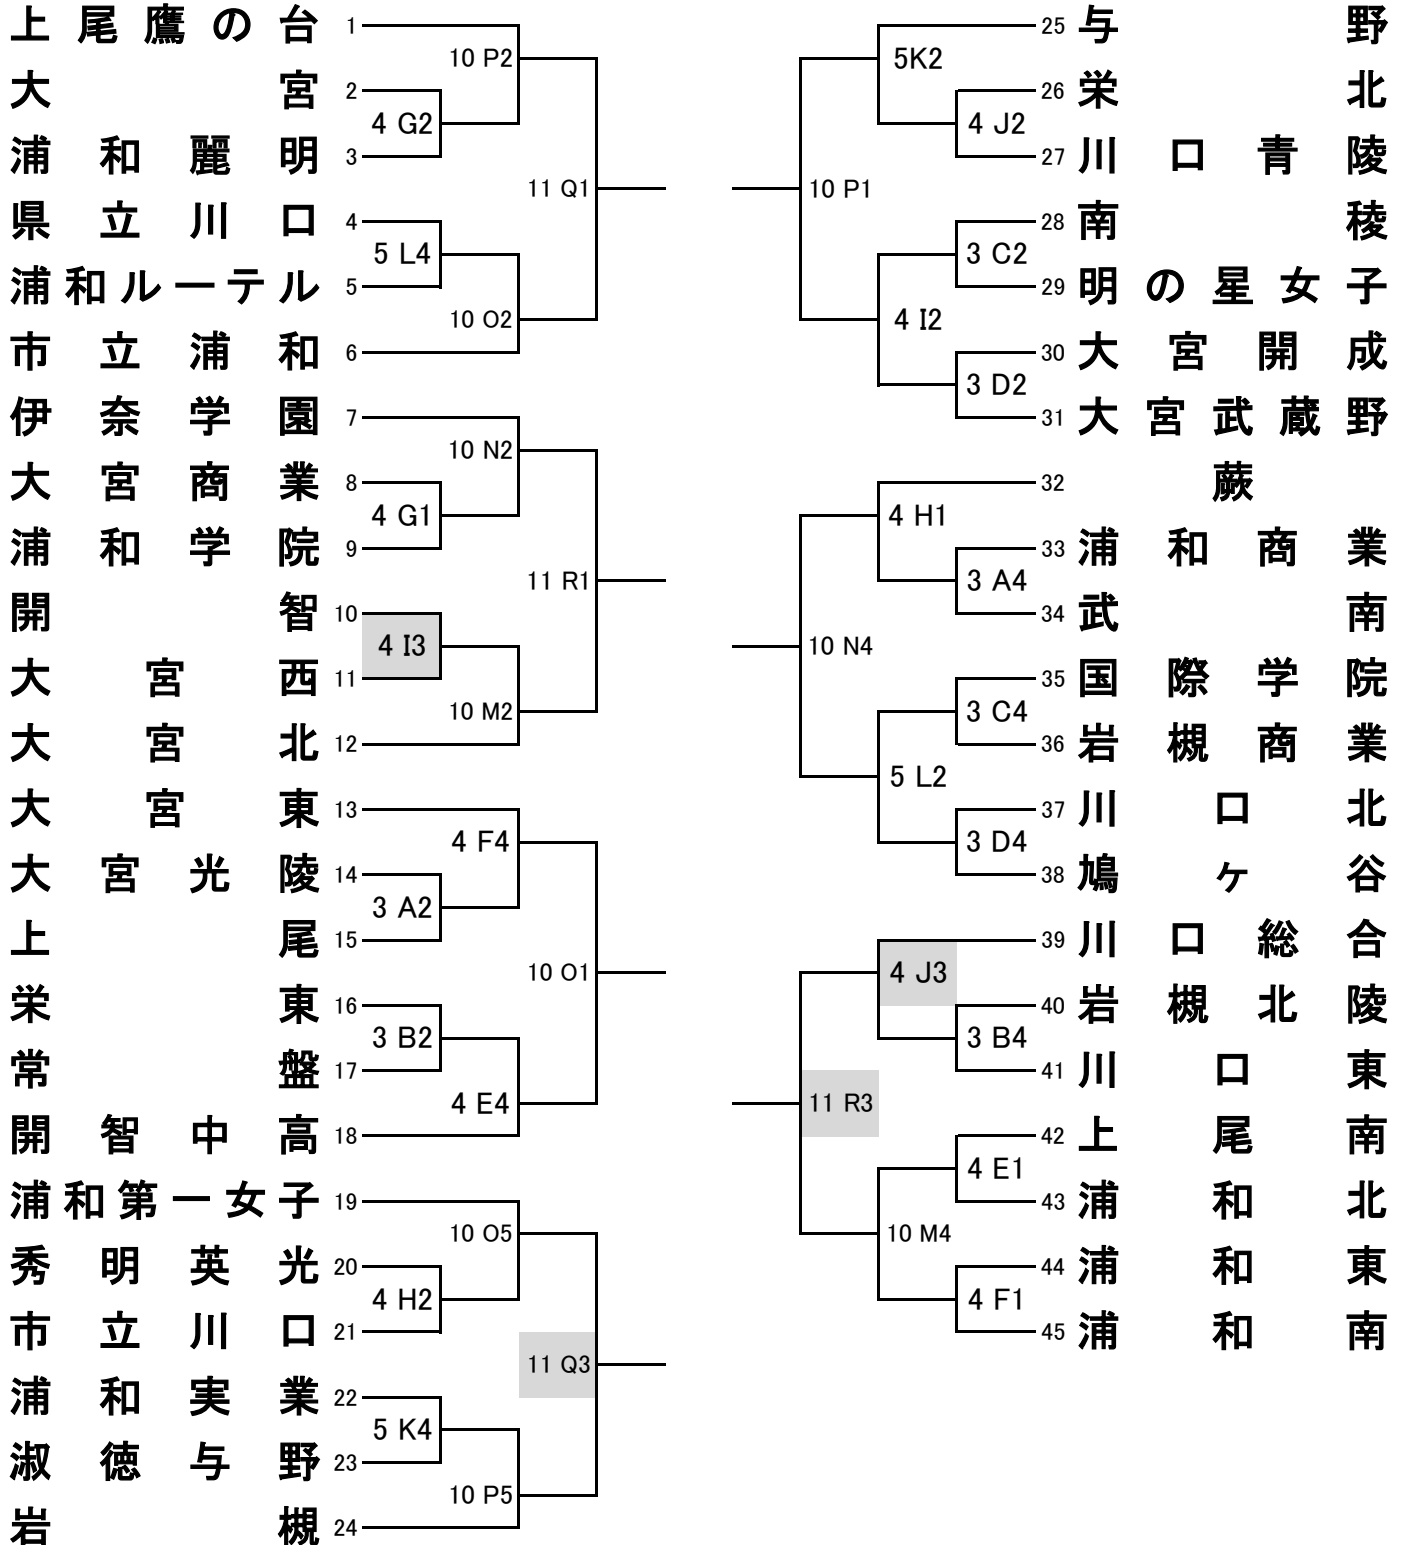 上尾鷹の台 1
10 P2
大宮 2
4 G2
浦和麗明 3
11 Q1
県立川口 4
5 L4
浦和ルーテル 5
10 O2
市立浦和 6
伊奈学園 7
10 N2
大宮商業 8
4 G1
浦和学院 9
11 R1
開智 10
4 I3
大宮西 11
10 M2
大宮北 12
大宮東 13
4 F4
大宮光陵 14
3 A2
上尾 15
10 O1
栄東 16
3 B2
常盤 17
4 E4
開智中高 18
浦和第一女子 19
10 O5
秀明英光 20
4 H2
市立川口 21
11 Q3
浦和実業 22
5 K4
淑徳与野 23
10 P5
岩槻 24
25 与野
5K2
26 栄北
4 J2
27 川口青陵
10 P1
28 南稜
3 C2
29 明の星女子
4 I2
30 大宮開成
3 D2
31 大宮武蔵野
32 蕨
4 H1
33 浦和商業
3 A4
34 武南
10 N4
35 国際学院
3 C4
36 岩槻商業
5 L2
37 川口北
3 D4
38 鳩ヶ谷
39 川口総合
4 J3
40 岩槻北陵
3 B4
41 川口東
11 R3
42 上尾南
4 E1
43 浦和北
10 M4
44 浦和東
4 F1
45 浦和南